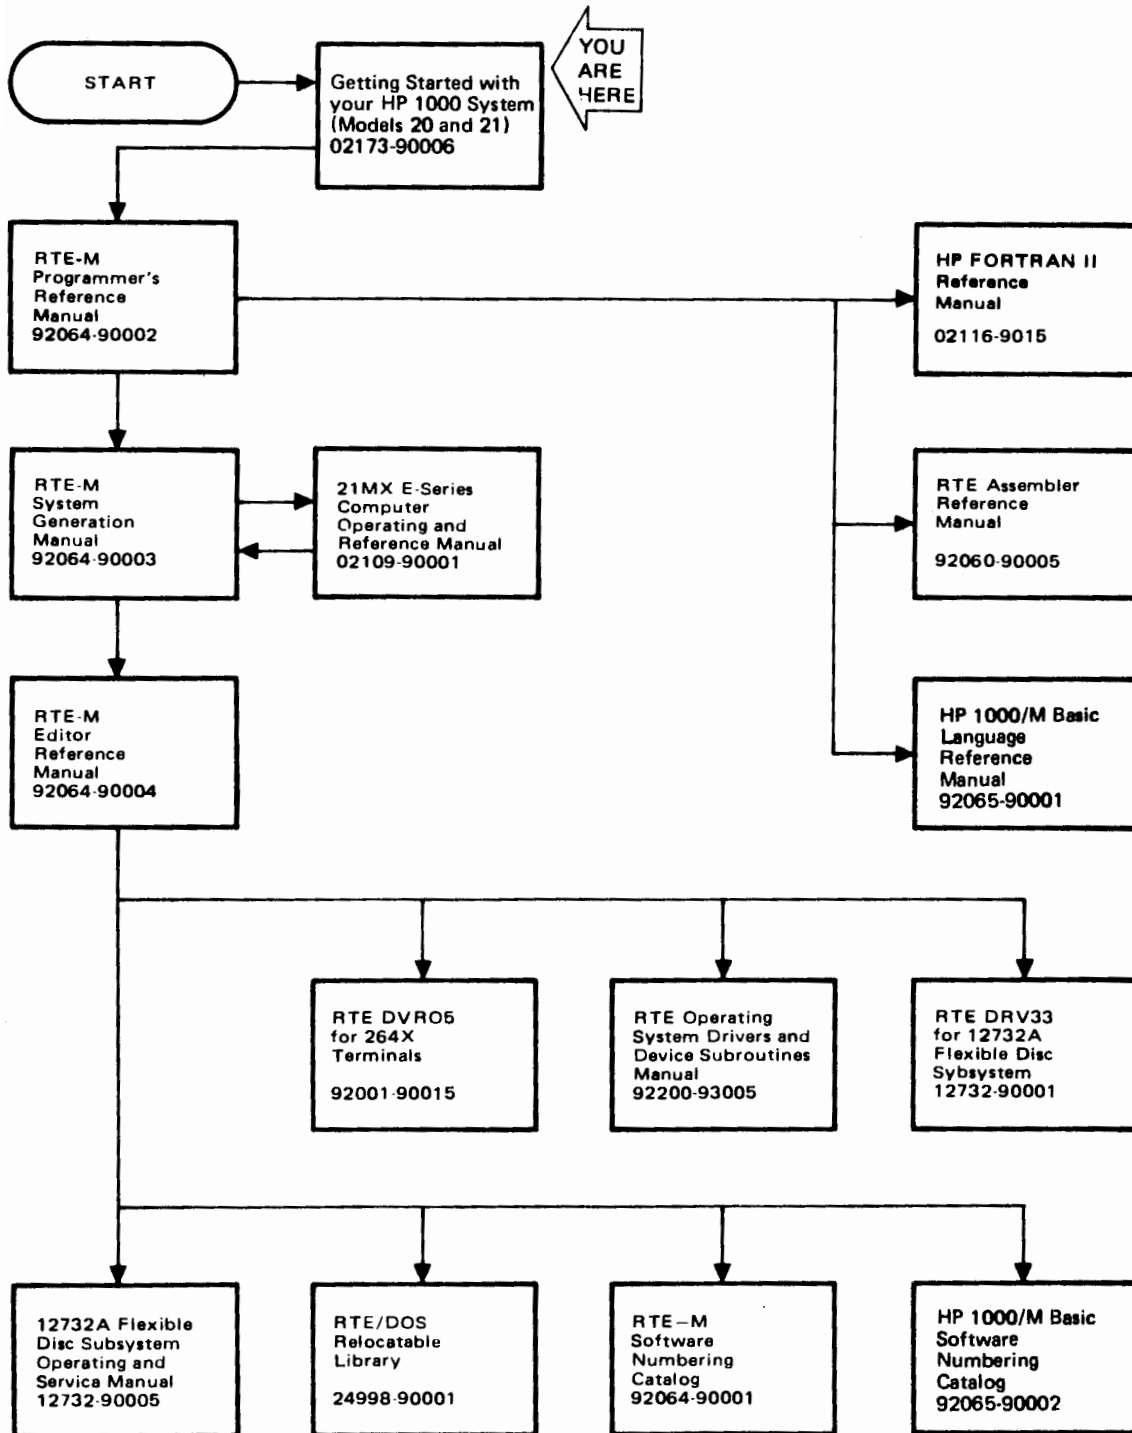 START
Getting Started with
your HP 1000 System
(Models 20 and 21)
02173-90006
YOU
ARE
HERE
RTE-M
Programmer's
Reference
Manual
92064-90002
HP FORTRAN II
Reference
Manual
02116-9015
RTE-M
System
Generation
Manual
92064-90003
21MX E-Series
Computer
Operating and
Reference Manual
02109-90001
RTE Assembler
Reference
Manual
92060-90005
RTE-M
Editor
Reference
Manual
92064-90004
HP 1000/M Basic
Language
Reference
Manual
92065-90001
RTE DVR05
for 264X
Terminals
92001-90015
RTE Operating
System Drivers and
Device Subroutines
Manual
92200-93005
RTE DRV33
for 12732A
Flexible Disc
Sybsystem
12732-90001
12732A Flexible
Disc Subsystem
Operating and
Service Manual
12732-90005
RTE/DOS
Relocatable
Library
24998-90001
RTE–M
Software
Numbering
Catalog
92064-90001
HP 1000/M Basic
Software
Numbering
Catalog
92065-90002